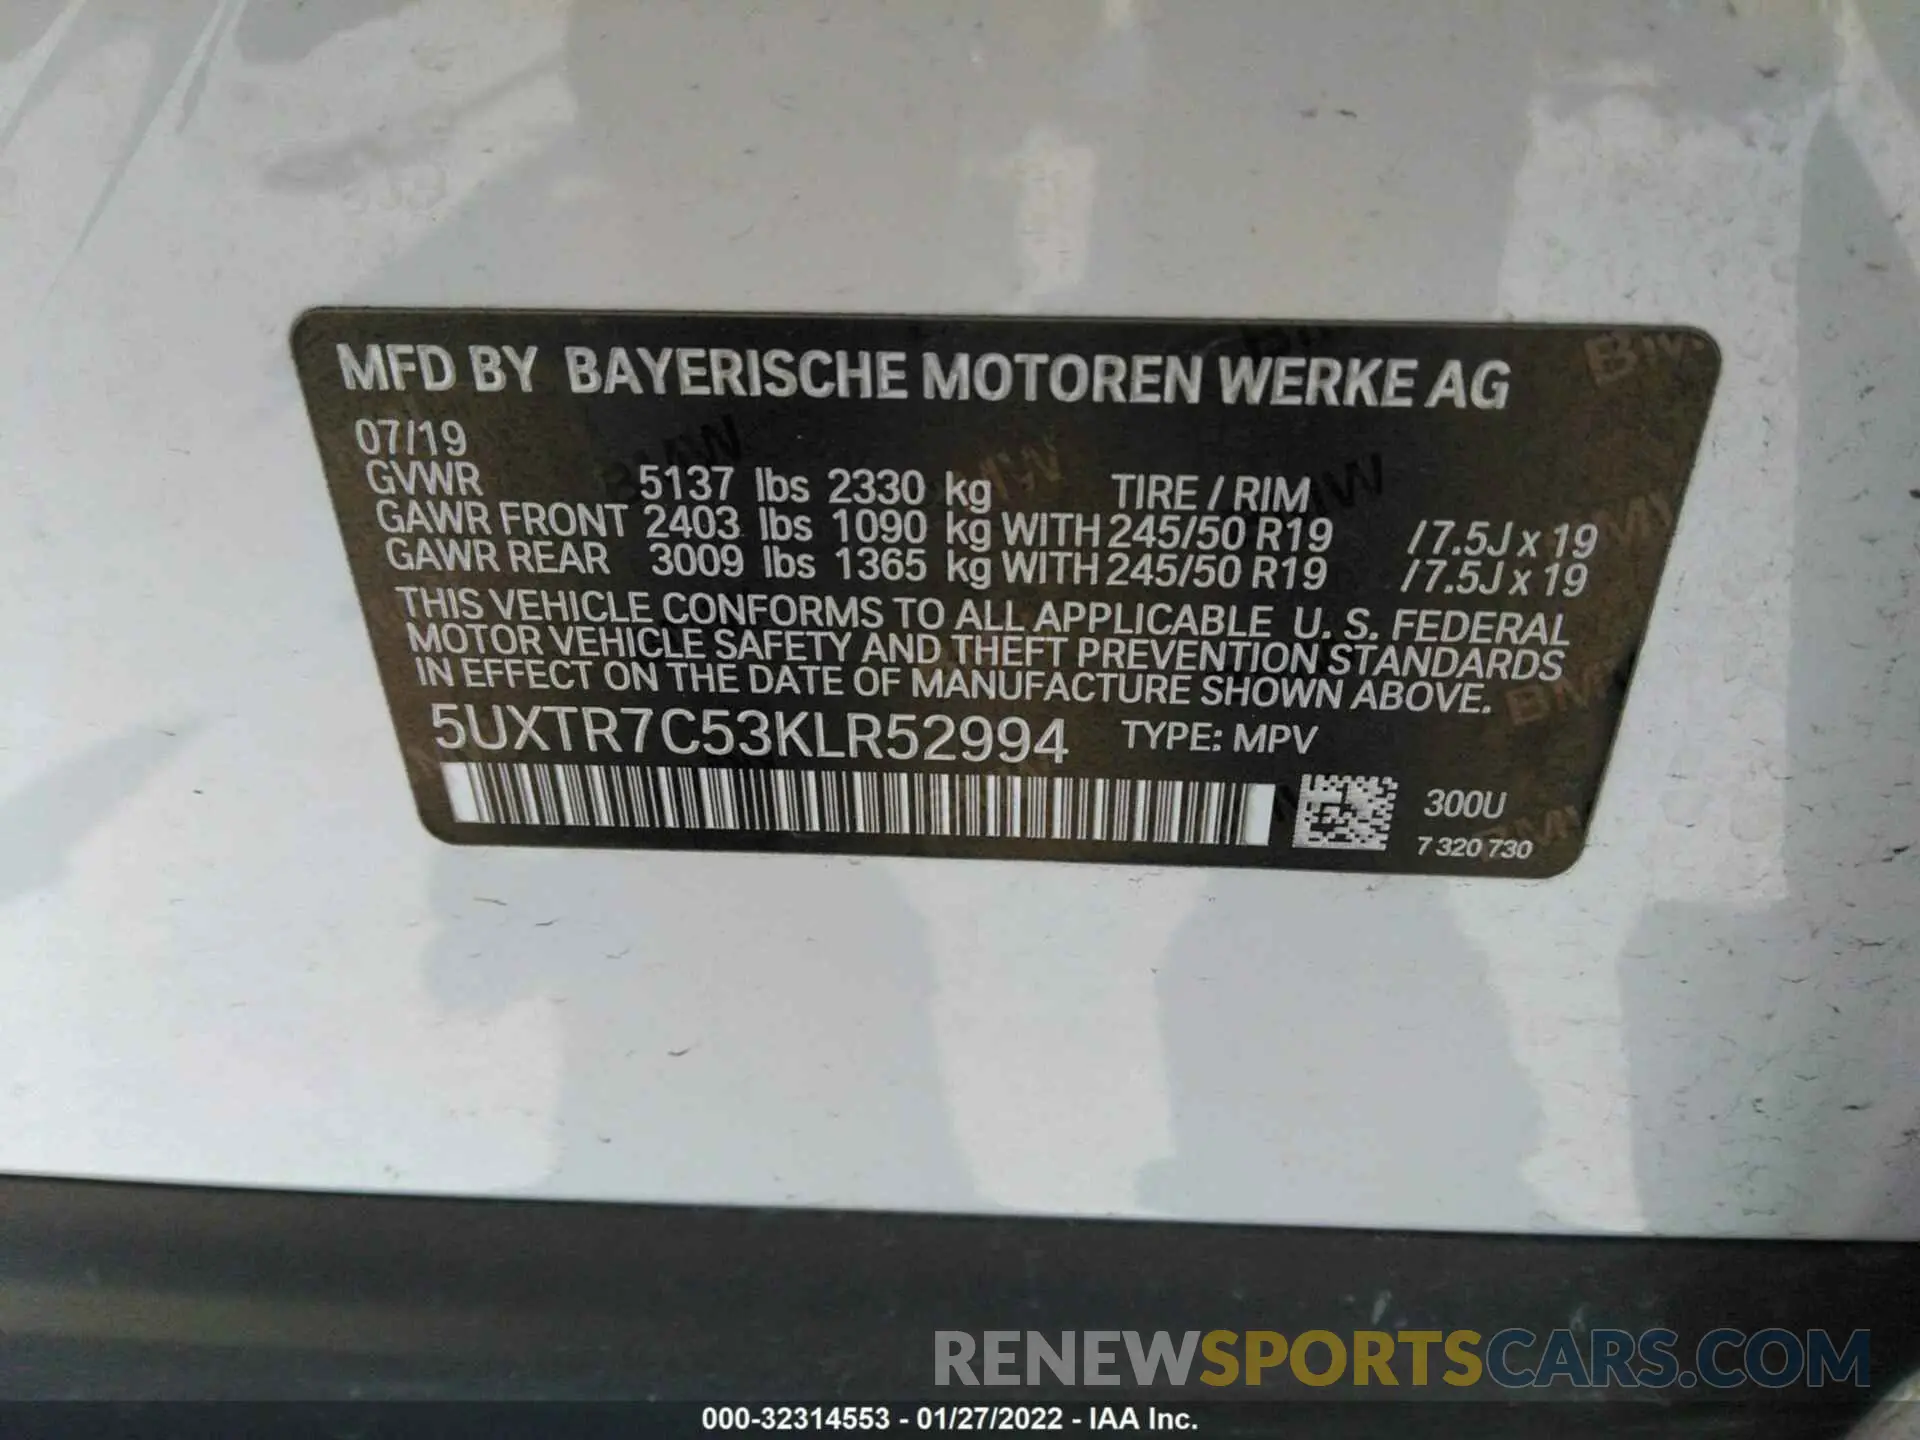 MFD BY BAYERISCHE MOTOREN WERKE AG
07/19
GVWR 5137 lbs 2330 kg TIRE / RIM
GAWR FRONT 2403 lbs 1090 kg WITH 245/50 R19 / 7.5J x 19
GAWR REAR 3009 lbs 1365 kg WITH 245/50 R19 / 7.5J x 19
THIS VEHICLE CONFORMS TO ALL APPLICABLE U. S. FEDERAL
MOTOR VEHICLE SAFETY AND THEFT PREVENTION STANDARDS
IN EFFECT ON THE DATE OF MANUFACTURE SHOWN ABOVE.
5UXTR7C53KLR52994 TYPE: MPV
300U
7 320 730
RENEWSPORTSCARS.COM
000-32314553 - 01/27/2022 - IAA Inc.